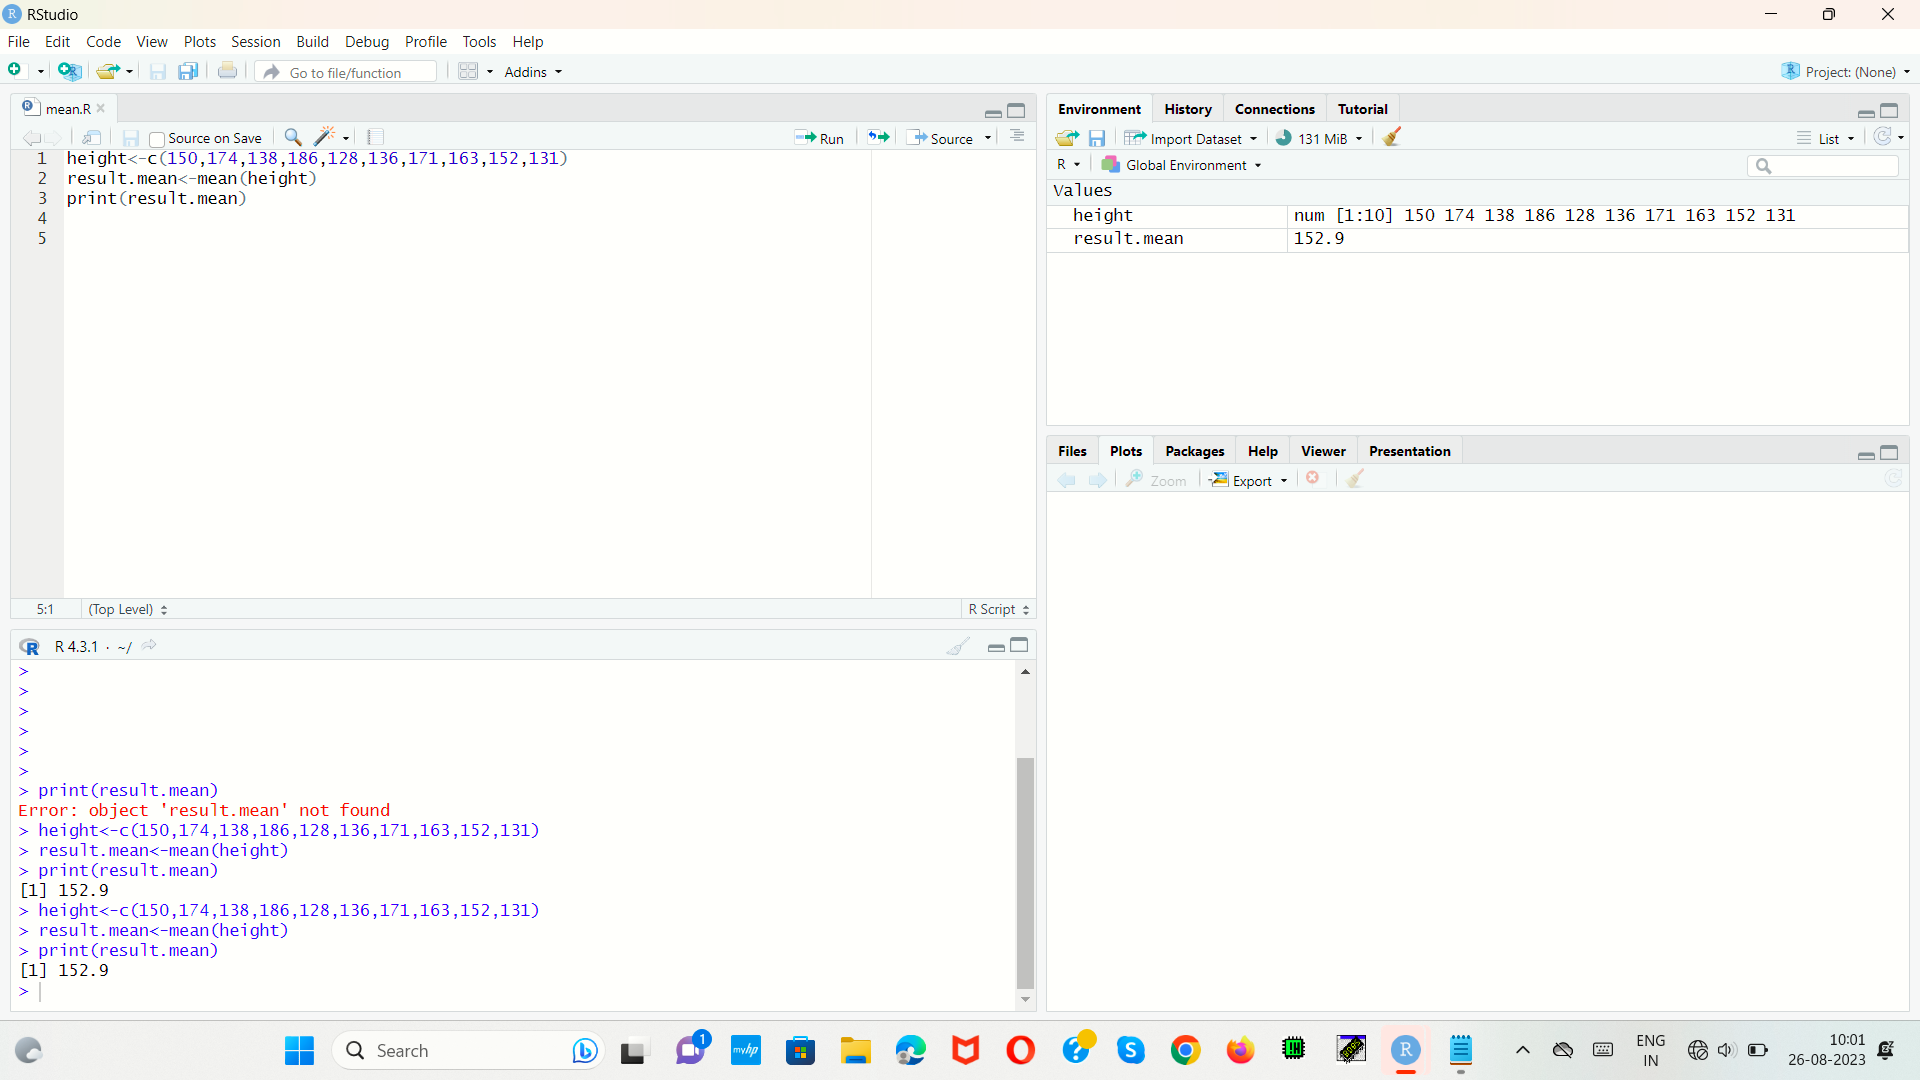 RStudio
File Edit Code View Plots Session Build Debug Profile Tools Help
Go to file/function Addins Project: (None)
mean.R
Source on Save Run Source
1 height<-c(150,174,138,186,128,136,171,163,152,131)
2 result.mean<-mean(height)
3 print(result.mean)
4
5
5:1 (Top Level) R Script
R 4.3.1 · ~/
>
>
>
>
>
>
> print(result.mean)
Error: object 'result.mean' not found
> height<-c(150,174,138,186,128,136,171,163,152,131)
> result.mean<-mean(height)
> print(result.mean)
[1] 152.9
> height<-c(150,174,138,186,128,136,171,163,152,131)
> result.mean<-mean(height)
> print(result.mean)
[1] 152.9
>
Environment History Connections Tutorial
Import Dataset 131 MiB List
R Global Environment
Values
height num [1:10] 150 174 138 186 128 136 171 163 152 131
result.mean 152.9
Files Plots Packages Help Viewer Presentation
Zoom Export
Search
1
myhp
ENG
IN
10:01
26-08-2023